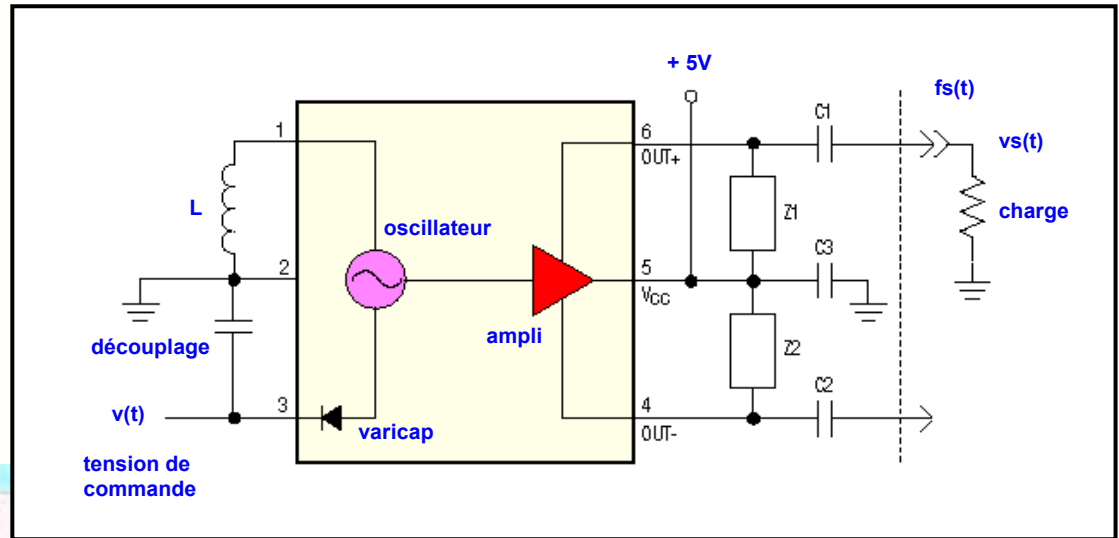 + 5V
fs(t)
C1
1
6
OUT+
vs(t)
L
Z1
charge
oscillateur
2
5
VCC
C3
découplage
ampli
Z2
C2
v(t)
3
4
varicap
OUT-
tension de
commande